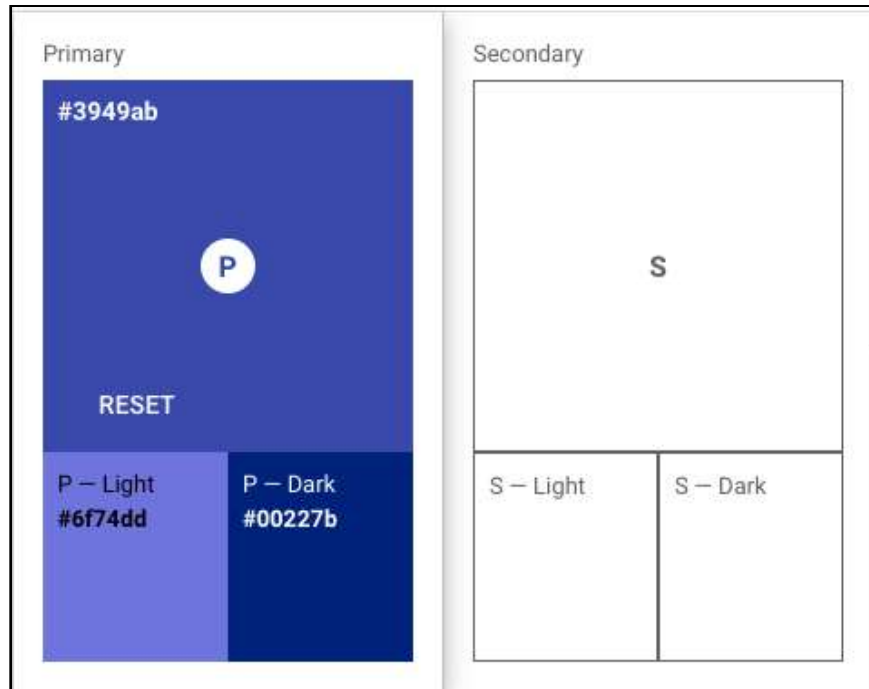 Primary
#3949ab
P
RESET
P — Light
#6f74dd
P — Dark
#00227b
Secondary
S
S — Light
S — Dark